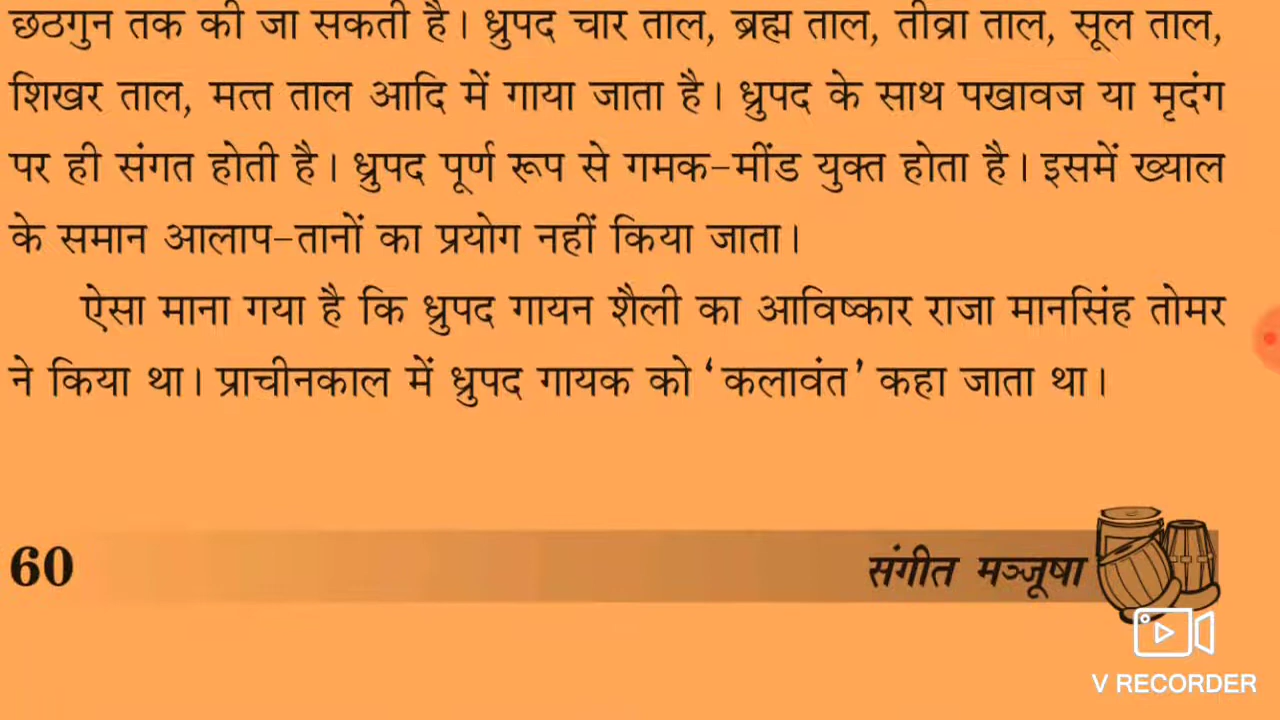 छठगुन तक की जा सकती है। ध्रुपद चार ताल, ब्रह्म ताल, तीव्रा ताल, सूल ताल,
शिखर ताल, मत्त ताल आदि में गाया जाता है। ध्रुपद के साथ पखावज या मृदंग
पर ही संगत होती है। ध्रुपद पूर्ण रूप से गमक-मींड युक्त होता है। इसमें ख्याल
के समान आलाप-तानों का प्रयोग नहीं किया जाता।
ऐसा माना गया है कि ध्रुपद गायन शैली का आविष्कार राजा मानसिंह तोमर
ने किया था। प्राचीनकाल में ध्रुपद गायक को ‘कलावंत’ कहा जाता था।
60 संगीत मञ्जूषा
V RECORDER